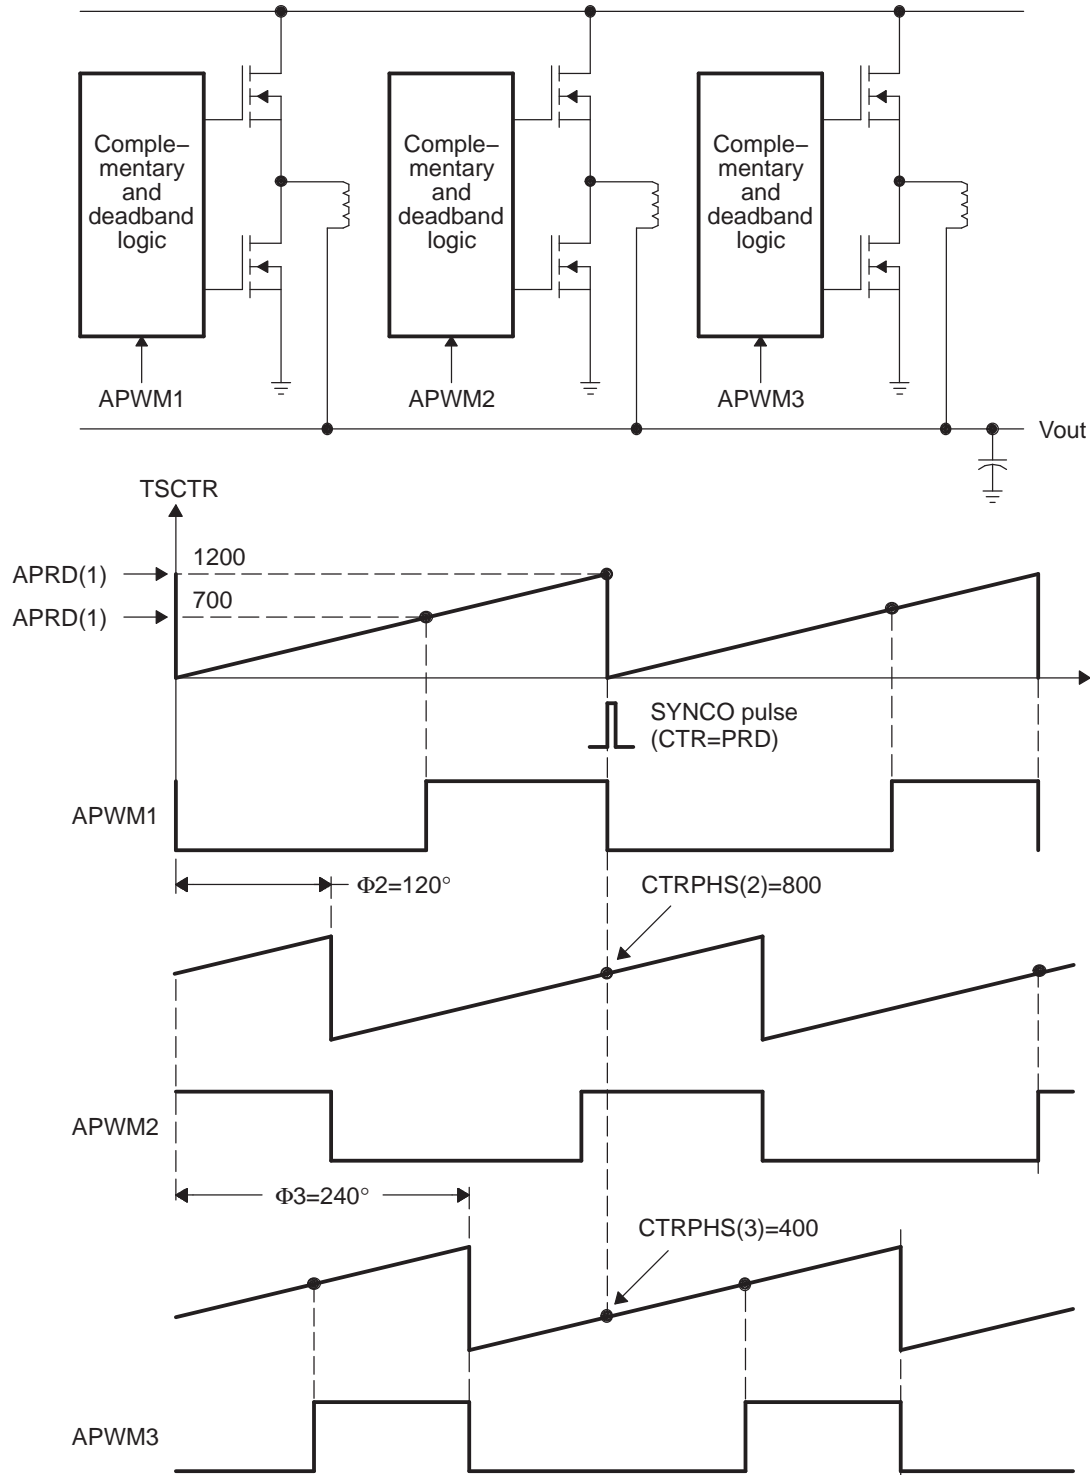 Comple–
mentary
and
deadband
logic
Comple–
mentary
and
deadband
logic
Comple–
mentary
and
deadband
logic
APWM1
APWM2
APWM3
Vout
TSCTR
1200
APRD(1)
700
APRD(1)
SYNCO pulse
(CTR=PRD)
APWM1
Φ2=120°
CTRPHS(2)=800
APWM2
Φ3=240°
CTRPHS(3)=400
APWM3